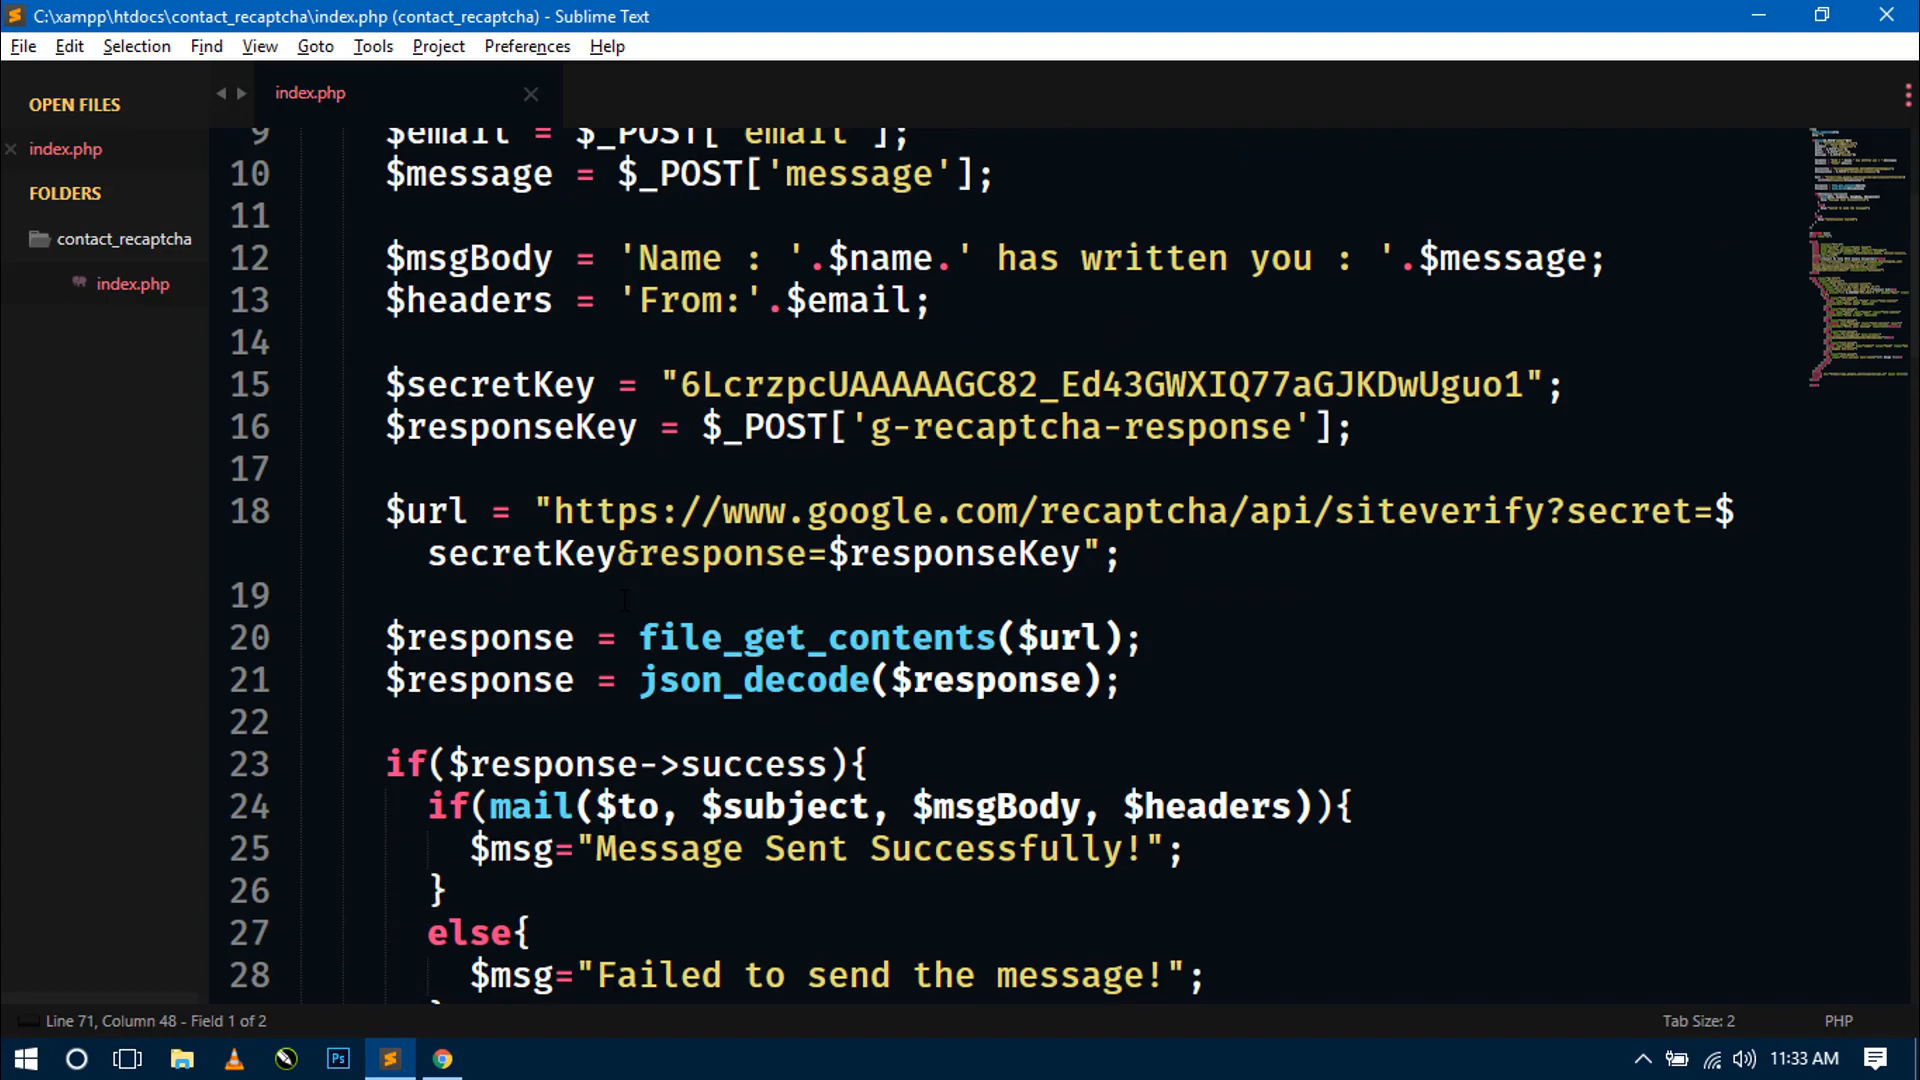 C:\xampp\htdocs\contact_recaptcha\index.php (contact_recaptcha) - Sublime Text
File Edit Selection Find View Goto Tools Project Preferences Help
OPEN FILES
index.php
FOLDERS
contact_recaptcha
index.php
index.php
9 $email = $_POST['email'];
10 $message = $_POST['message'];
11
12 $msgBody = 'Name : '.$name.' has written you : '.$message;
13 $headers = 'From:'.$email;
14
15 $secretKey = "6LcrzpcUAAAAAGC82_Ed43GWXIQ77aGJKDwUguo1";
16 $responseKey = $_POST['g-recaptcha-response'];
17
18 $url = "https://www.google.com/recaptcha/api/siteverify?secret=$
secretKey&response=$responseKey";
19
20 $response = file_get_contents($url);
21 $response = json_decode($response);
22
23 if($response->success){
24 if(mail($to, $subject, $msgBody, $headers)){
25 $msg="Message Sent Successfully!";
26 }
27 else{
28 $msg="Failed to send the message!";
Line 71, Column 48 - Field 1 of 2
Tab Size: 2
PHP
Ps
11:33 AM